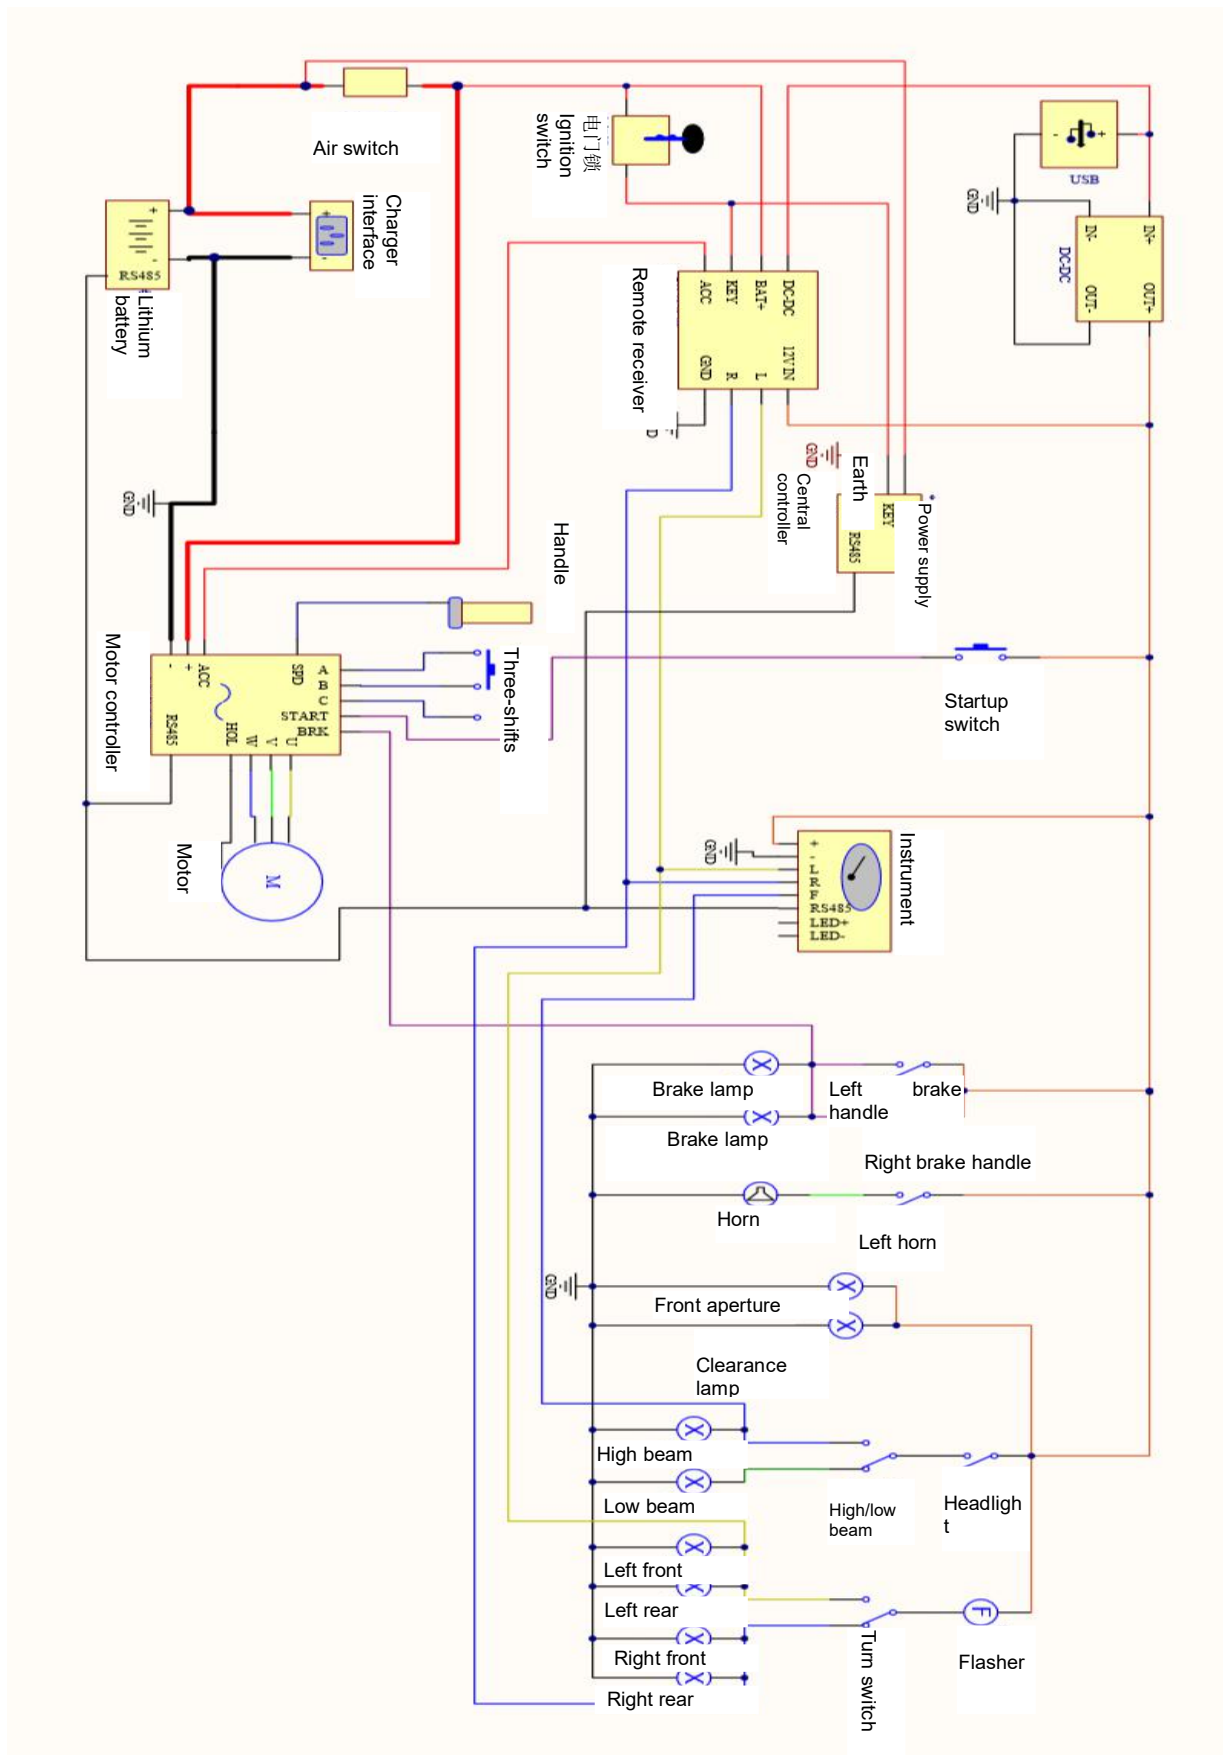 Air switch
电门锁
Ignition
switch
+
-
USB
GND
IN-
IN+
DC-DC
OUT-
OUT+
Charger
interface
+
-
+
-
RS485
Lithium
battery
Remote receiver
ACC
KEY
BAT+
DC-DC
GND
R
L
12V IN
GND
Earth
Central
controller
KEY
RS485
Power supply
GND
Handle
Motor controller
-
+
ACC
SPD
A
B
C
START
BRK
RS485
HOL
W
V
U
Three-shifts
Startup
switch
Motor
M
GND
+
-
L
R
F
RS485
LED+
LED-
Instrument
Brake lamp
Left brake
handle
Brake lamp
Right brake handle
Horn
Left horn
GND
Front aperture
Clearance
lamp
High beam
Low beam
High/low
beam
Headligh
t
Left front
Left rear
Right front
Right rear
Turn switch
F
Flasher